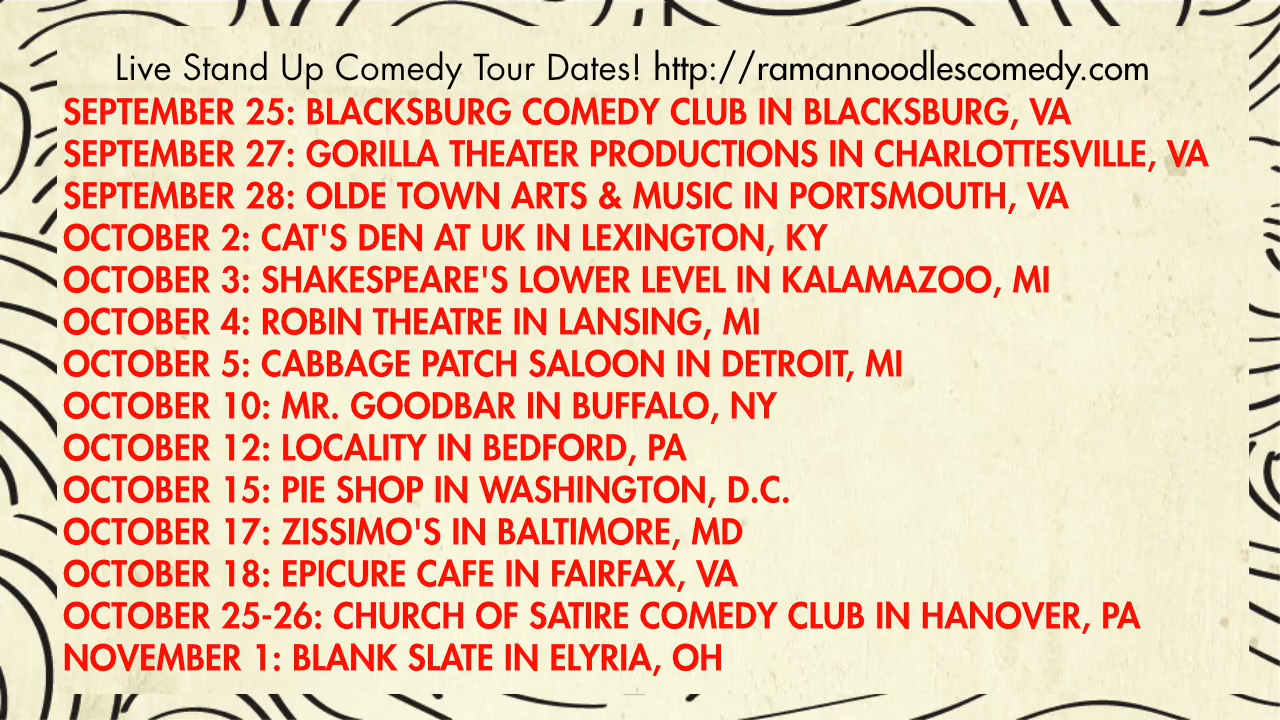 Live Stand Up Comedy Tour Dates! http://ramannoodlescomedy.com
SEPTEMBER 25: BLACKSBURG COMEDY CLUB IN BLACKSBURG, VA
SEPTEMBER 27: GORILLA THEATER PRODUCTIONS IN CHARLOTTESVILLE, VA
SEPTEMBER 28: OLDE TOWN ARTS & MUSIC IN PORTSMOUTH, VA
OCTOBER 2: CAT'S DEN AT UK IN LEXINGTON, KY
OCTOBER 3: SHAKESPEARE'S LOWER LEVEL IN KALAMAZOO, MI
OCTOBER 4: ROBIN THEATRE IN LANSING, MI
OCTOBER 5: CABBAGE PATCH SALOON IN DETROIT, MI
OCTOBER 10: MR. GOODBAR IN BUFFALO, NY
OCTOBER 12: LOCALITY IN BEDFORD, PA
OCTOBER 15: PIE SHOP IN WASHINGTON, D.C.
OCTOBER 17: ZISSIMO'S IN BALTIMORE, MD
OCTOBER 18: EPICURE CAFE IN FAIRFAX, VA
OCTOBER 25-26: CHURCH OF SATIRE COMEDY CLUB IN HANOVER, PA
NOVEMBER 1: BLANK SLATE IN ELYRIA, OH